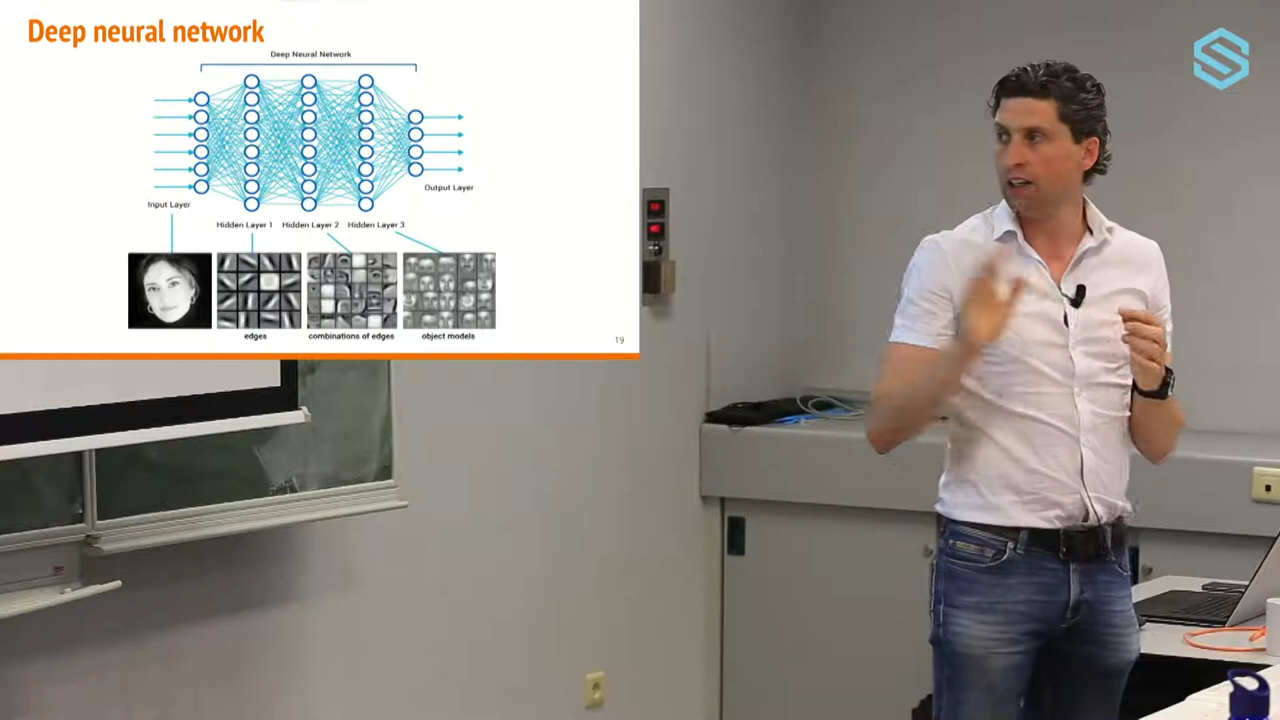 Deep neural network
Deep Neural Network
Input Layer
Output Layer
Hidden Layer 1
Hidden Layer 2
Hidden Layer 3
edges
combinations of edges
object models
19